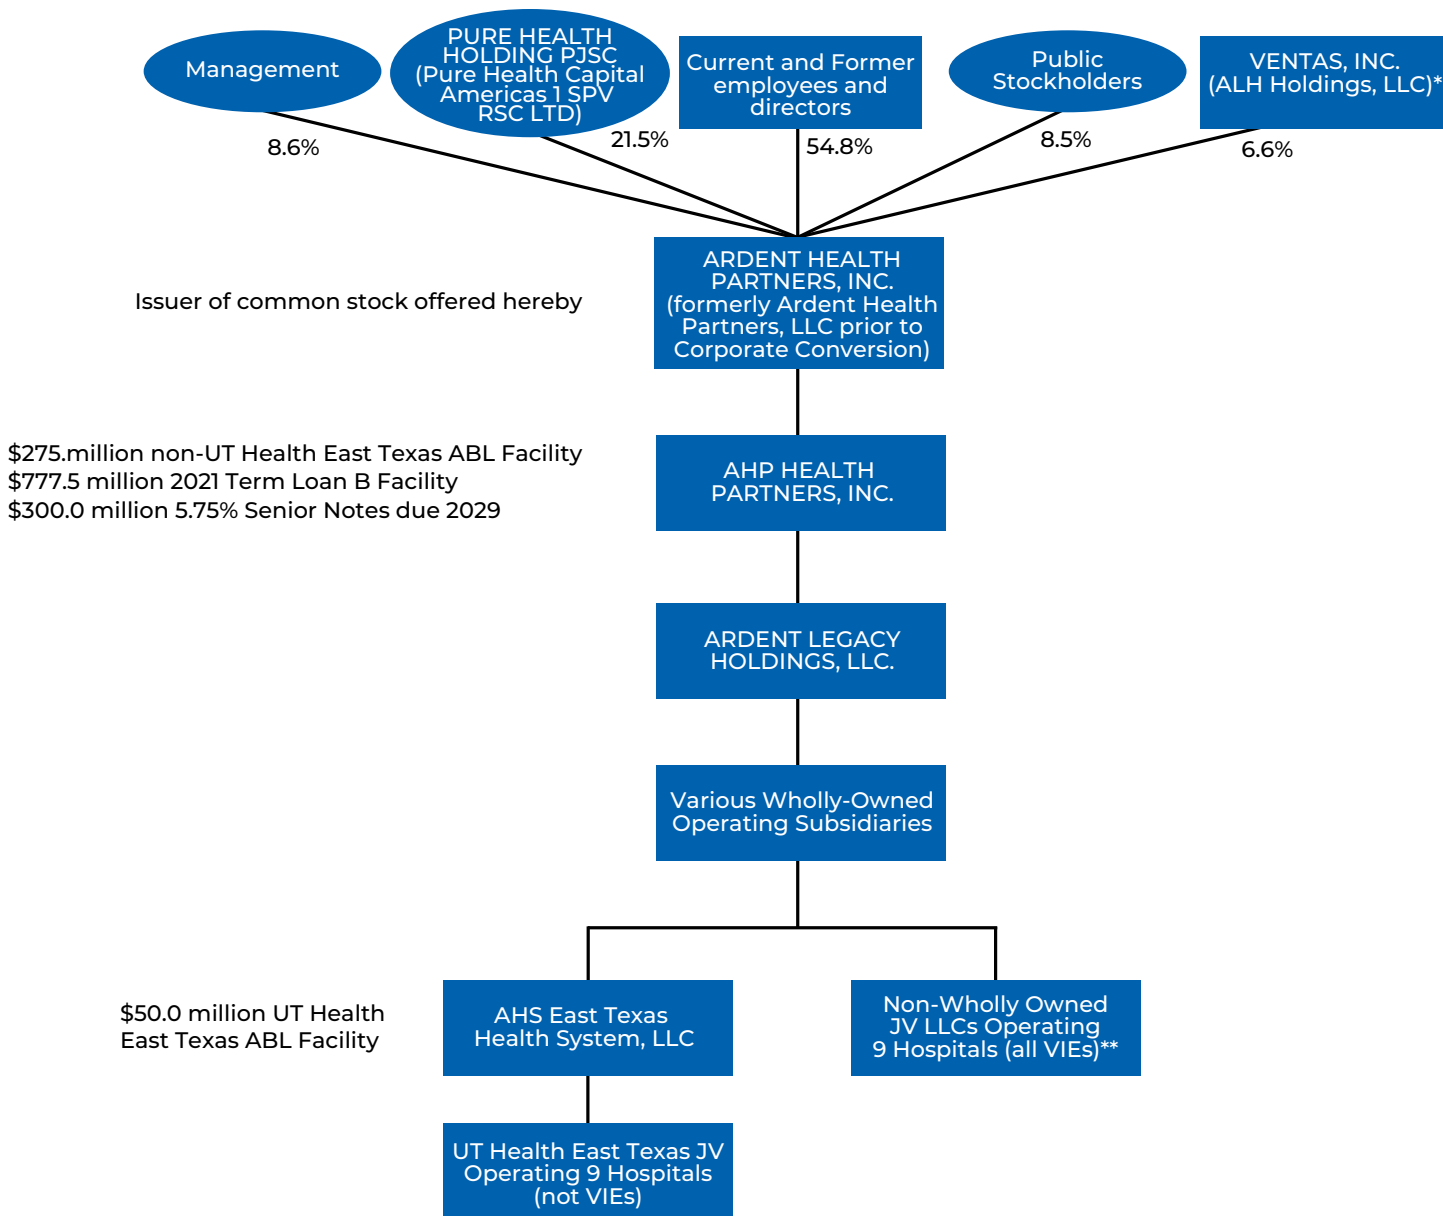 Management
PURE HEALTH
HOLDING PJSC
(Pure Health Capital
Americas 1 SPV
RSC LTD)
Current and Former
employees and
directors
Public
Stockholders
VENTAS, INC.
(ALH Holdings, LLC)*
8.6%
21.5%
54.8%
8.5%
6.6%
Issuer of common stock offered hereby
ARDENT HEALTH
PARTNERS, INC.
(formerly Ardent Health
Partners, LLC prior to
Corporate Conversion)
$275.million non-UT Health East Texas ABL Facility
$777.5 million 2021 Term Loan B Facility
$300.0 million 5.75% Senior Notes due 2029
AHP HEALTH
PARTNERS, INC.
ARDENT LEGACY
HOLDINGS, LLC.
Various Wholly-Owned
Operating Subsidiaries
$50.0 million UT Health
East Texas ABL Facility
AHS East Texas
Health System, LLC
Non-Wholly Owned
JV LLCs Operating
9 Hospitals (all VIEs)**
UT Health East Texas JV
Operating 9 Hospitals
(not VIEs)